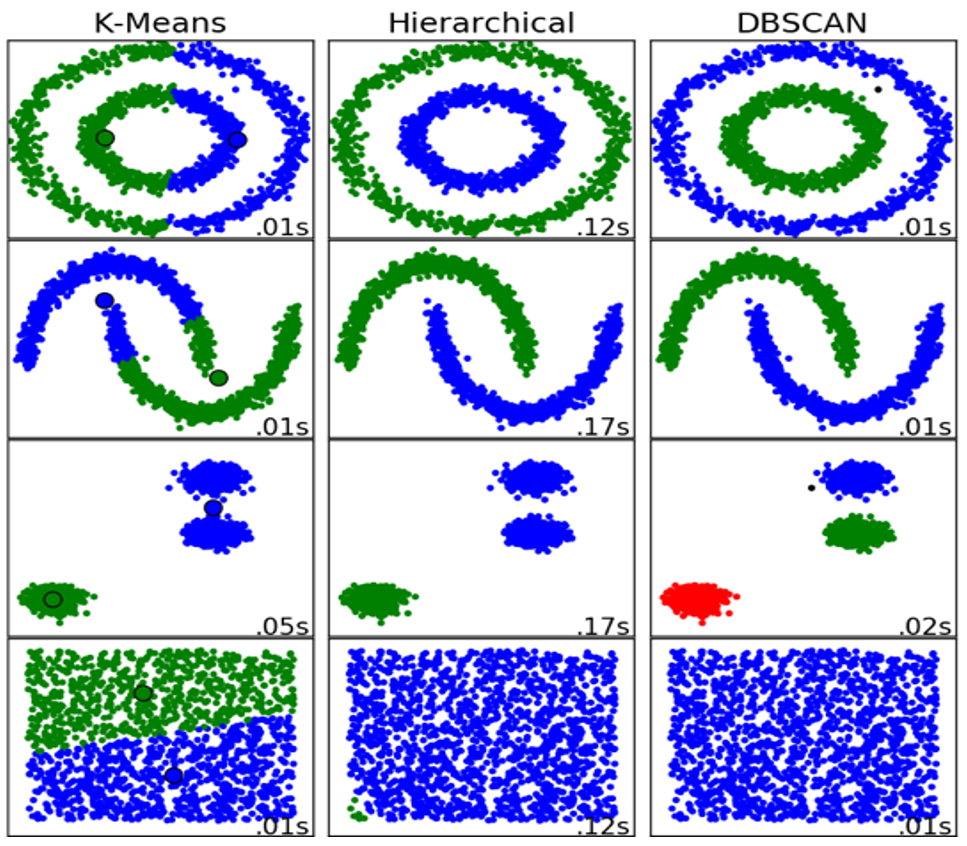 K-Means Hierarchical DBSCAN
.01s .12s .01s
.01s .17s .01s
.05s .17s .02s
.01s .12s .01s